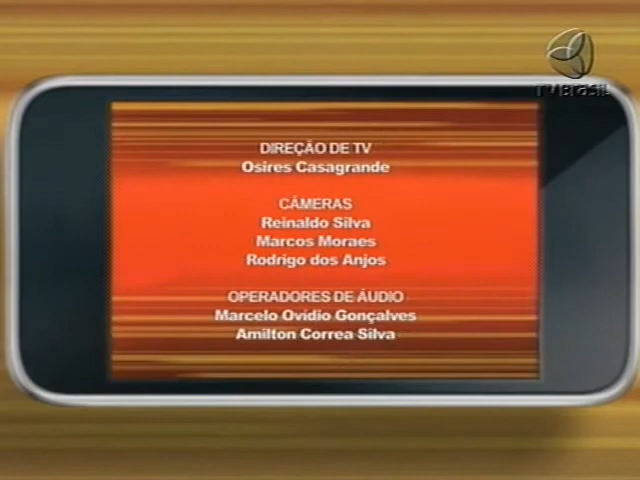 TV Brasil
DIREÇÃO DE TV
Osires Casagrande
CÂMERAS
Reinaldo Silva
Marcos Moraes
Rodrigo dos Anjos
OPERADORES DE ÁUDIO
Marcelo Ovídio Gonçalves
Amilton Correa Silva